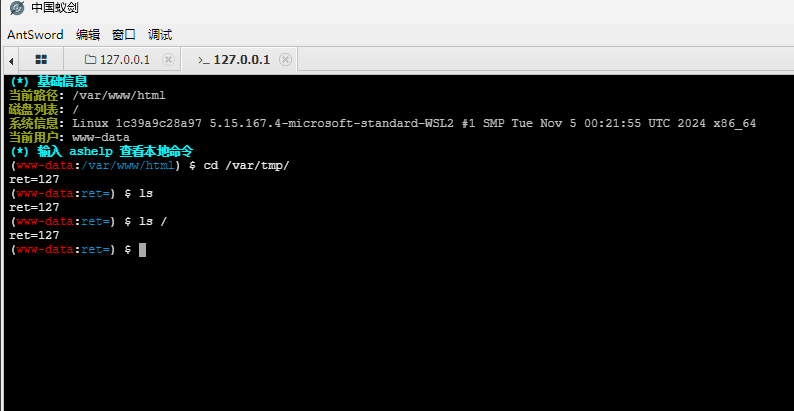 中国蚁剑
AntSword 编辑 窗口 调试
127.0.0.1 >_ 127.0.0.1
(*) 基础信息
当前路径: /var/www/html
磁盘列表: /
系统信息: Linux 1c39a9c28a97 5.15.167.4-microsoft-standard-WSL2 #1 SMP Tue Nov 5 00:21:55 UTC 2024 x86_64
当前用户: www-data
(*) 输入 ashelp 查看本地命令
(www-data:/var/www/html) $ cd /var/tmp/
ret=127
(www-data:ret=) $ ls
ret=127
(www-data:ret=) $ ls /
ret=127
(www-data:ret=) $